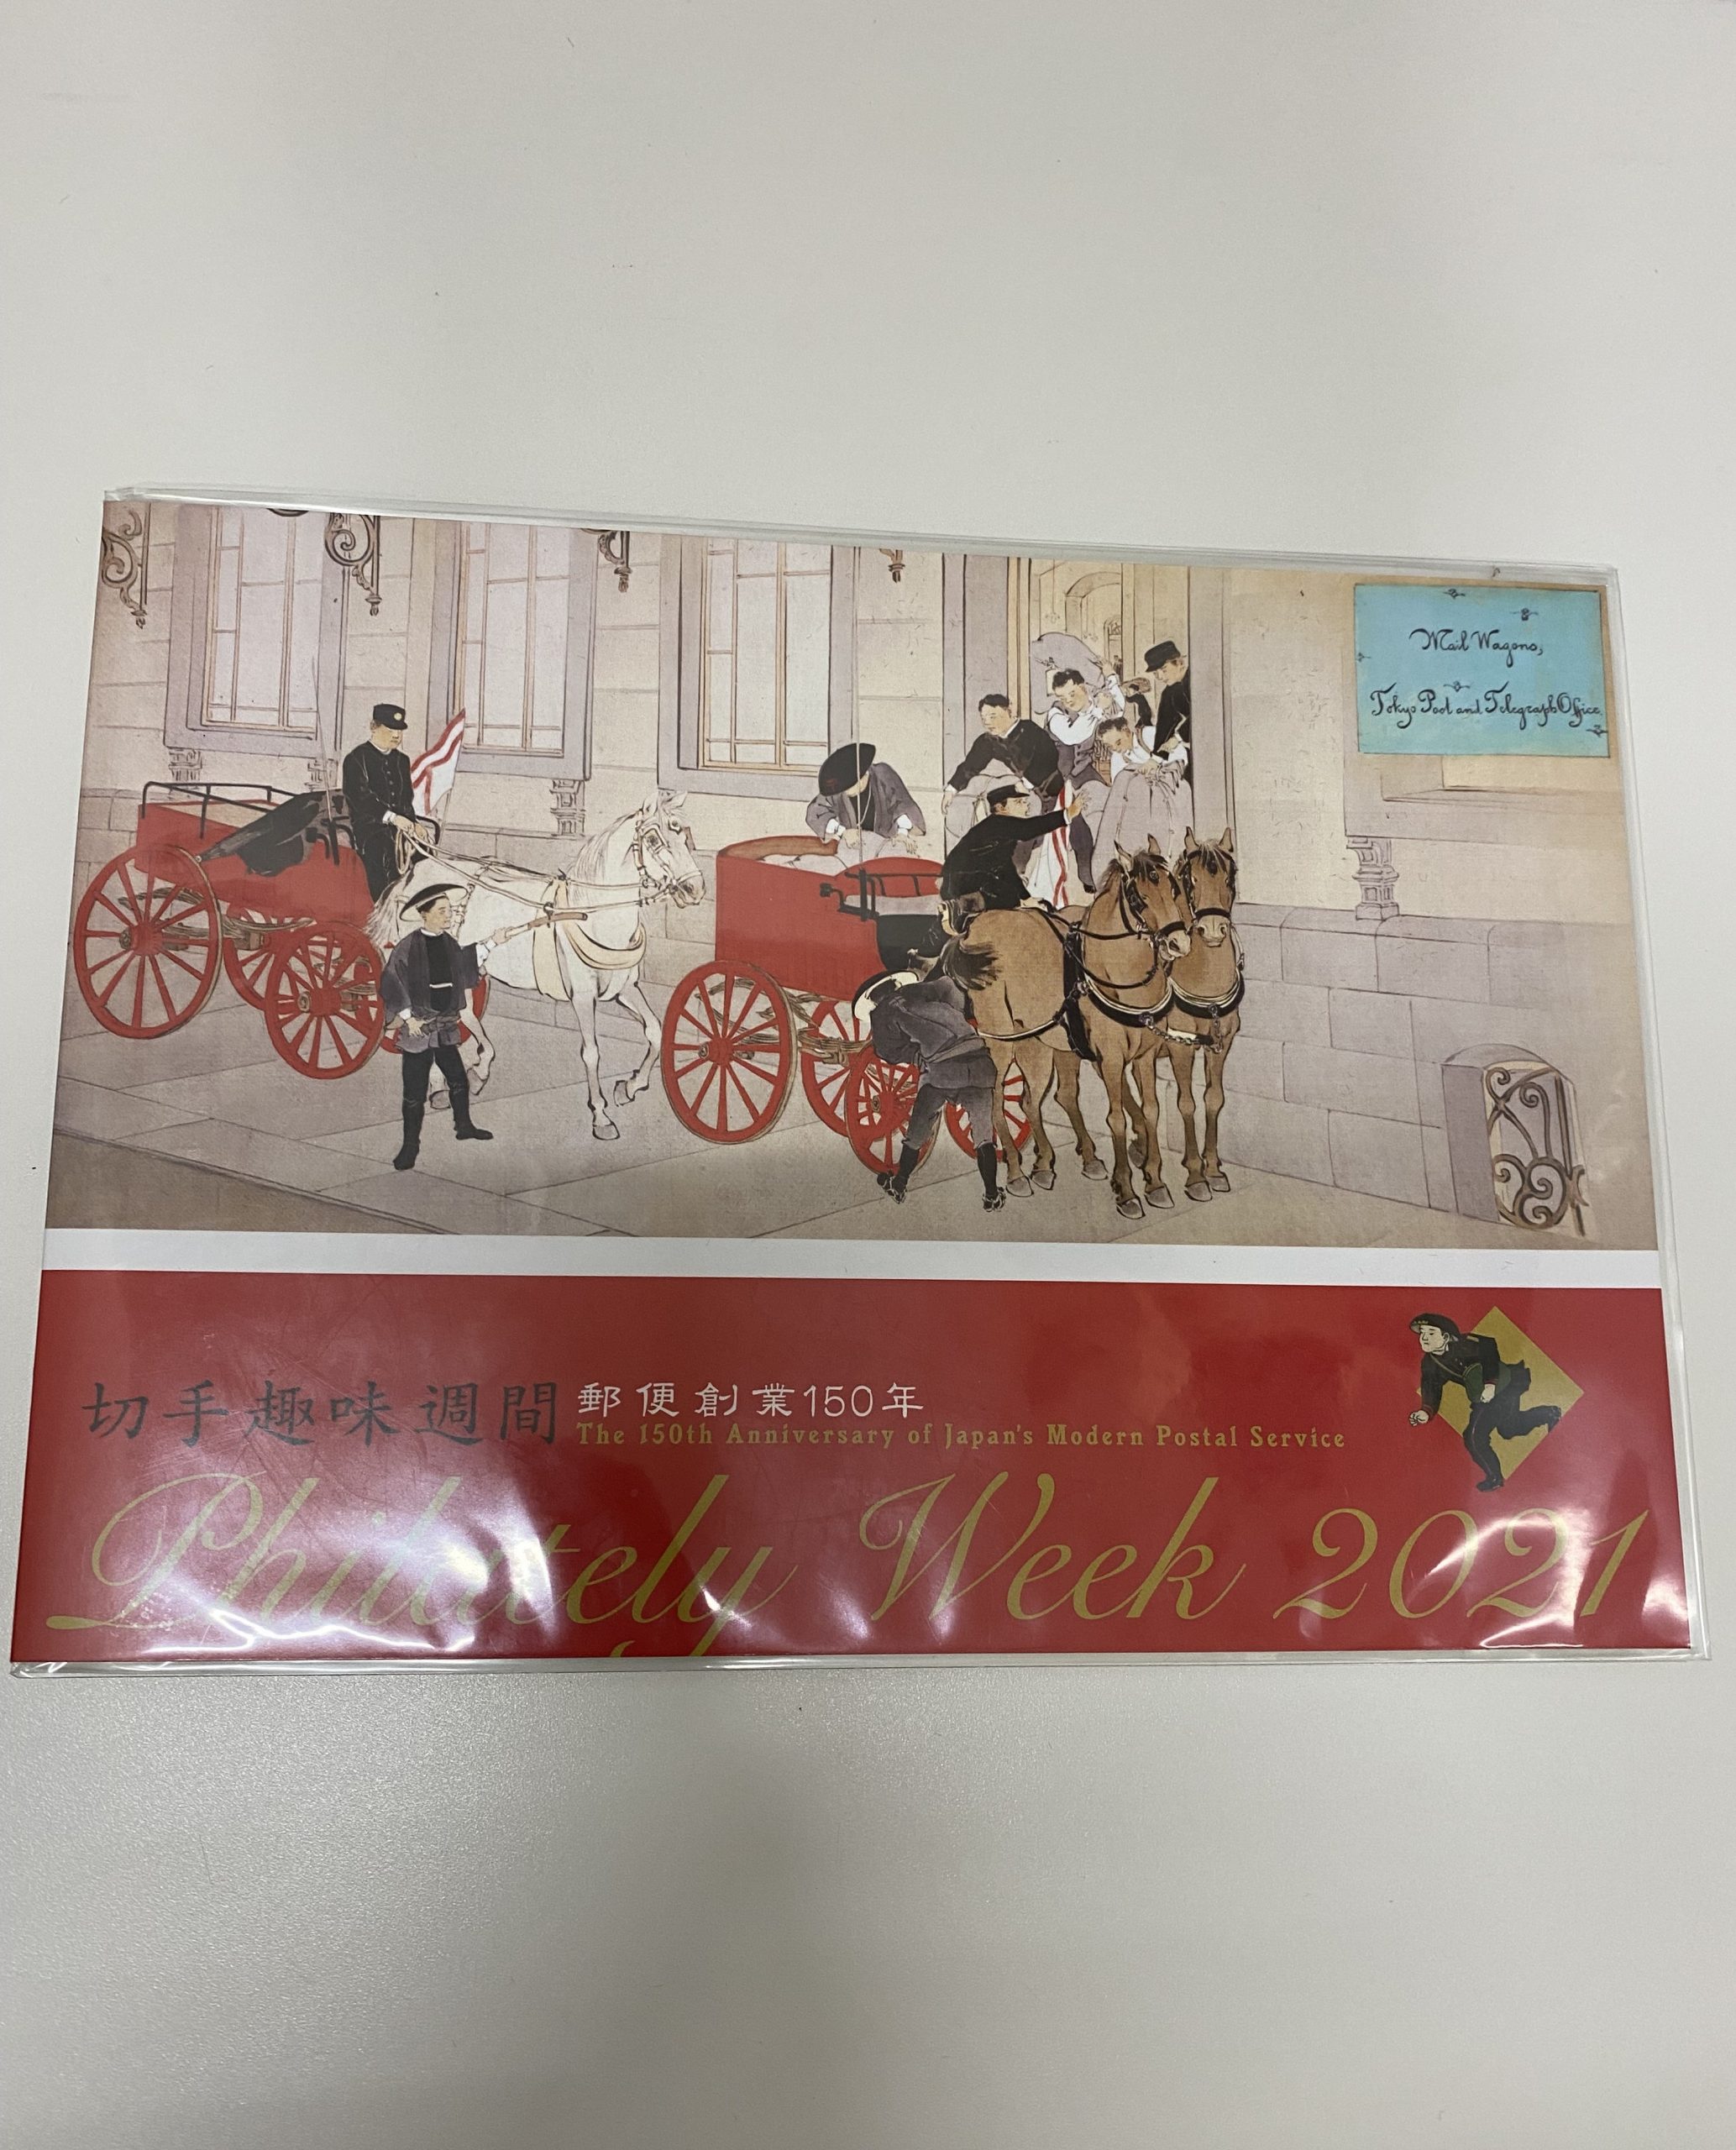 Mail Wagons,
Tokyo Post and Telegraph Office.
切手趣味週間
郵便創業150年
The 150th Anniversary of Japan's Modern Postal Service
Philately Week 2021